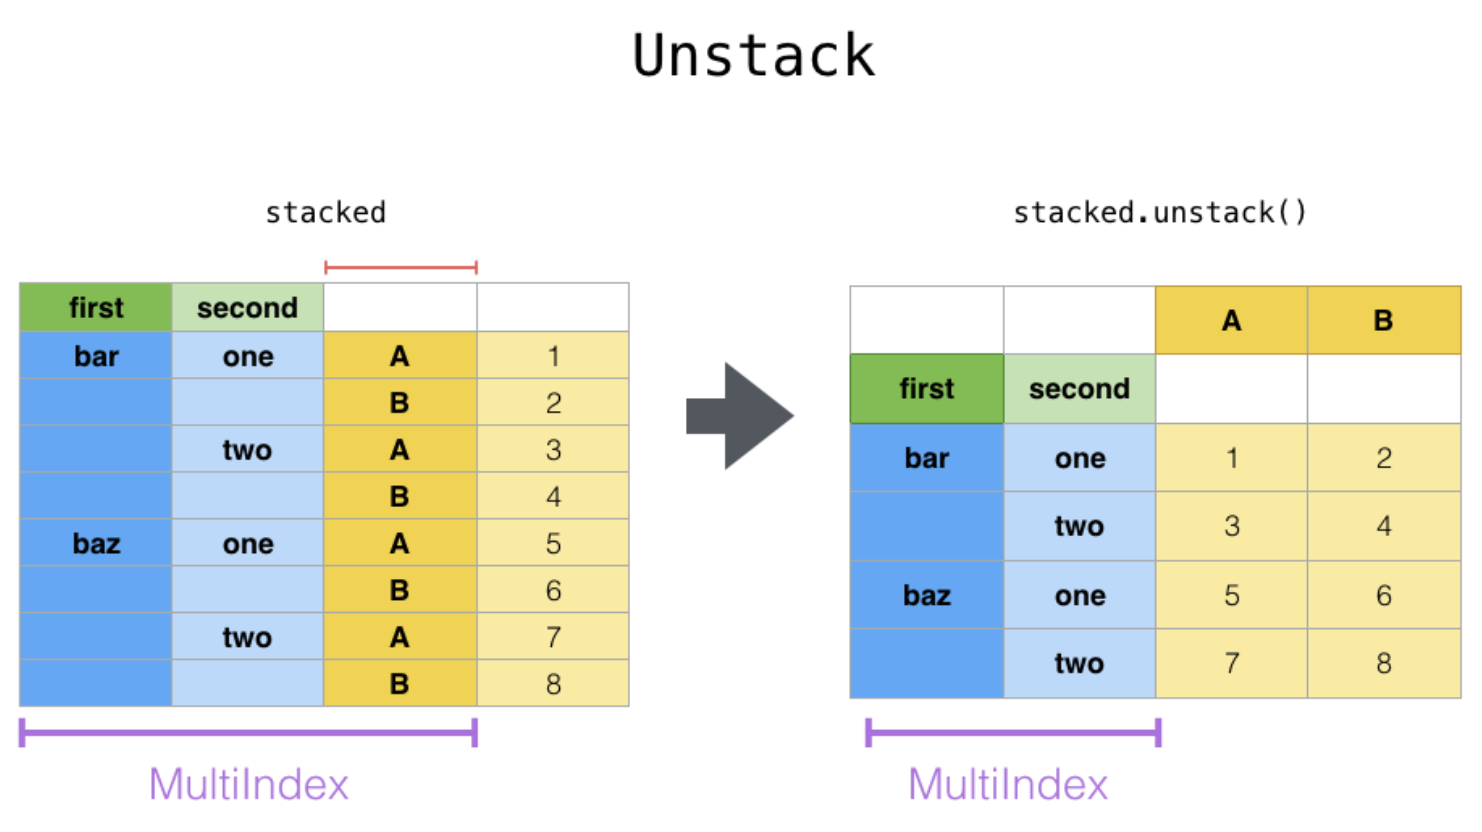 Unstack
stacked
first second
bar one A 1
B 2
two A 3
B 4
baz one A 5
B 6
two A 7
B 8
MultiIndex
stacked.unstack()
A B
first second
bar one 1 2
two 3 4
baz one 5 6
two 7 8
MultiIndex